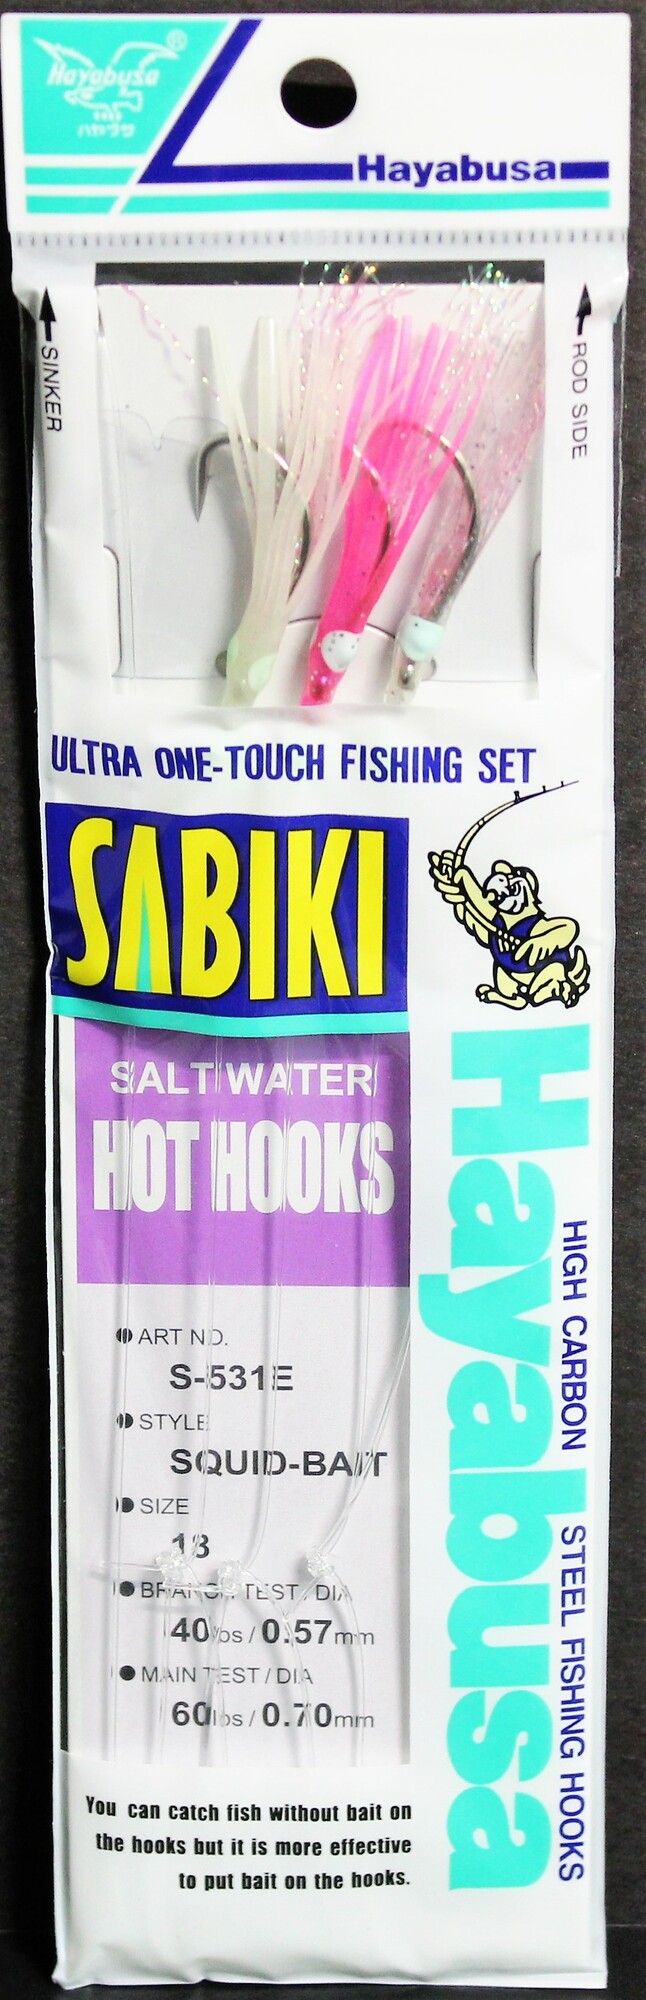 Hayabusa®
ハヤブサ
Hayabusa
SINKER
ROD SIDE
ULTRA ONE-TOUCH FISHING SET
SABIKI
SALT WATER
HOT HOOKS
● ART NO.
S-531E
● STYLE
SQUID-BAIT
● SIZE
18
● BRANCH TEST / DIA
40lbs / 0.57mm
● MAIN TEST / DIA
60lbs / 0.70mm
Hayabusa
HIGH CARBON STEEL FISHING HOOKS
You can catch fish without bait on
the hooks but it is more effective
to put bait on the hooks.